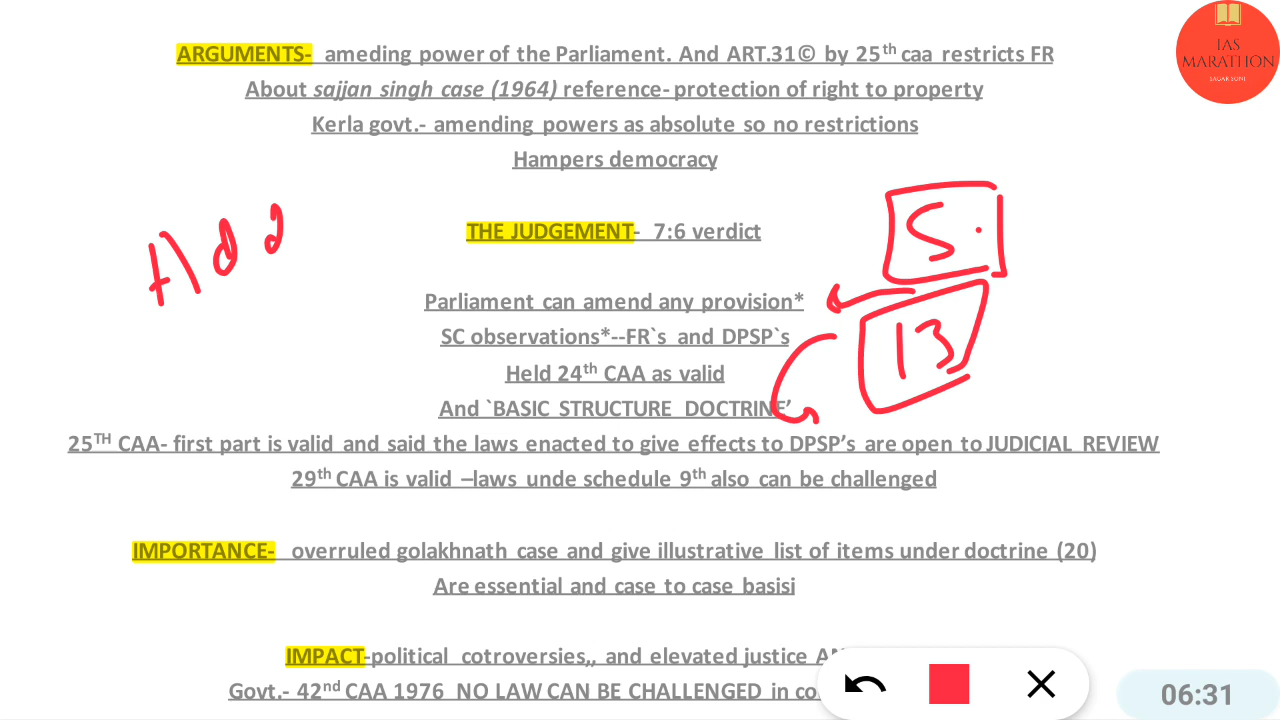 ARGUMENTS- ameding power of the Parliament. And ART.31© by 25th caa restricts FR
About sajjan singh case (1964) reference- protection of right to property
Kerla govt.- amending powers as absolute so no restrictions
Hampers democracy
THE JUDGEMENT- 7:6 verdict
Parliament can amend any provision*
SC observations*--FR`s and DPSP`s
Held 24th CAA as valid
And `BASIC STRUCTURE DOCTRINE’
25TH CAA- first part is valid and said the laws enacted to give effects to DPSP’s are open to JUDICIAL REVIEW
29th CAA is valid –laws unde schedule 9th also can be challenged
IMPORTANCE- overruled golakhnath case and give illustrative list of items under doctrine (20)
Are essential and case to case basisi
IMPACT-political cotroversies,, and elevated justice
Govt.- 42nd CAA 1976 NO LAW CAN BE CHALLENGED in
IAS
MARATHON
SAGAR SONI
S.
13
06:31